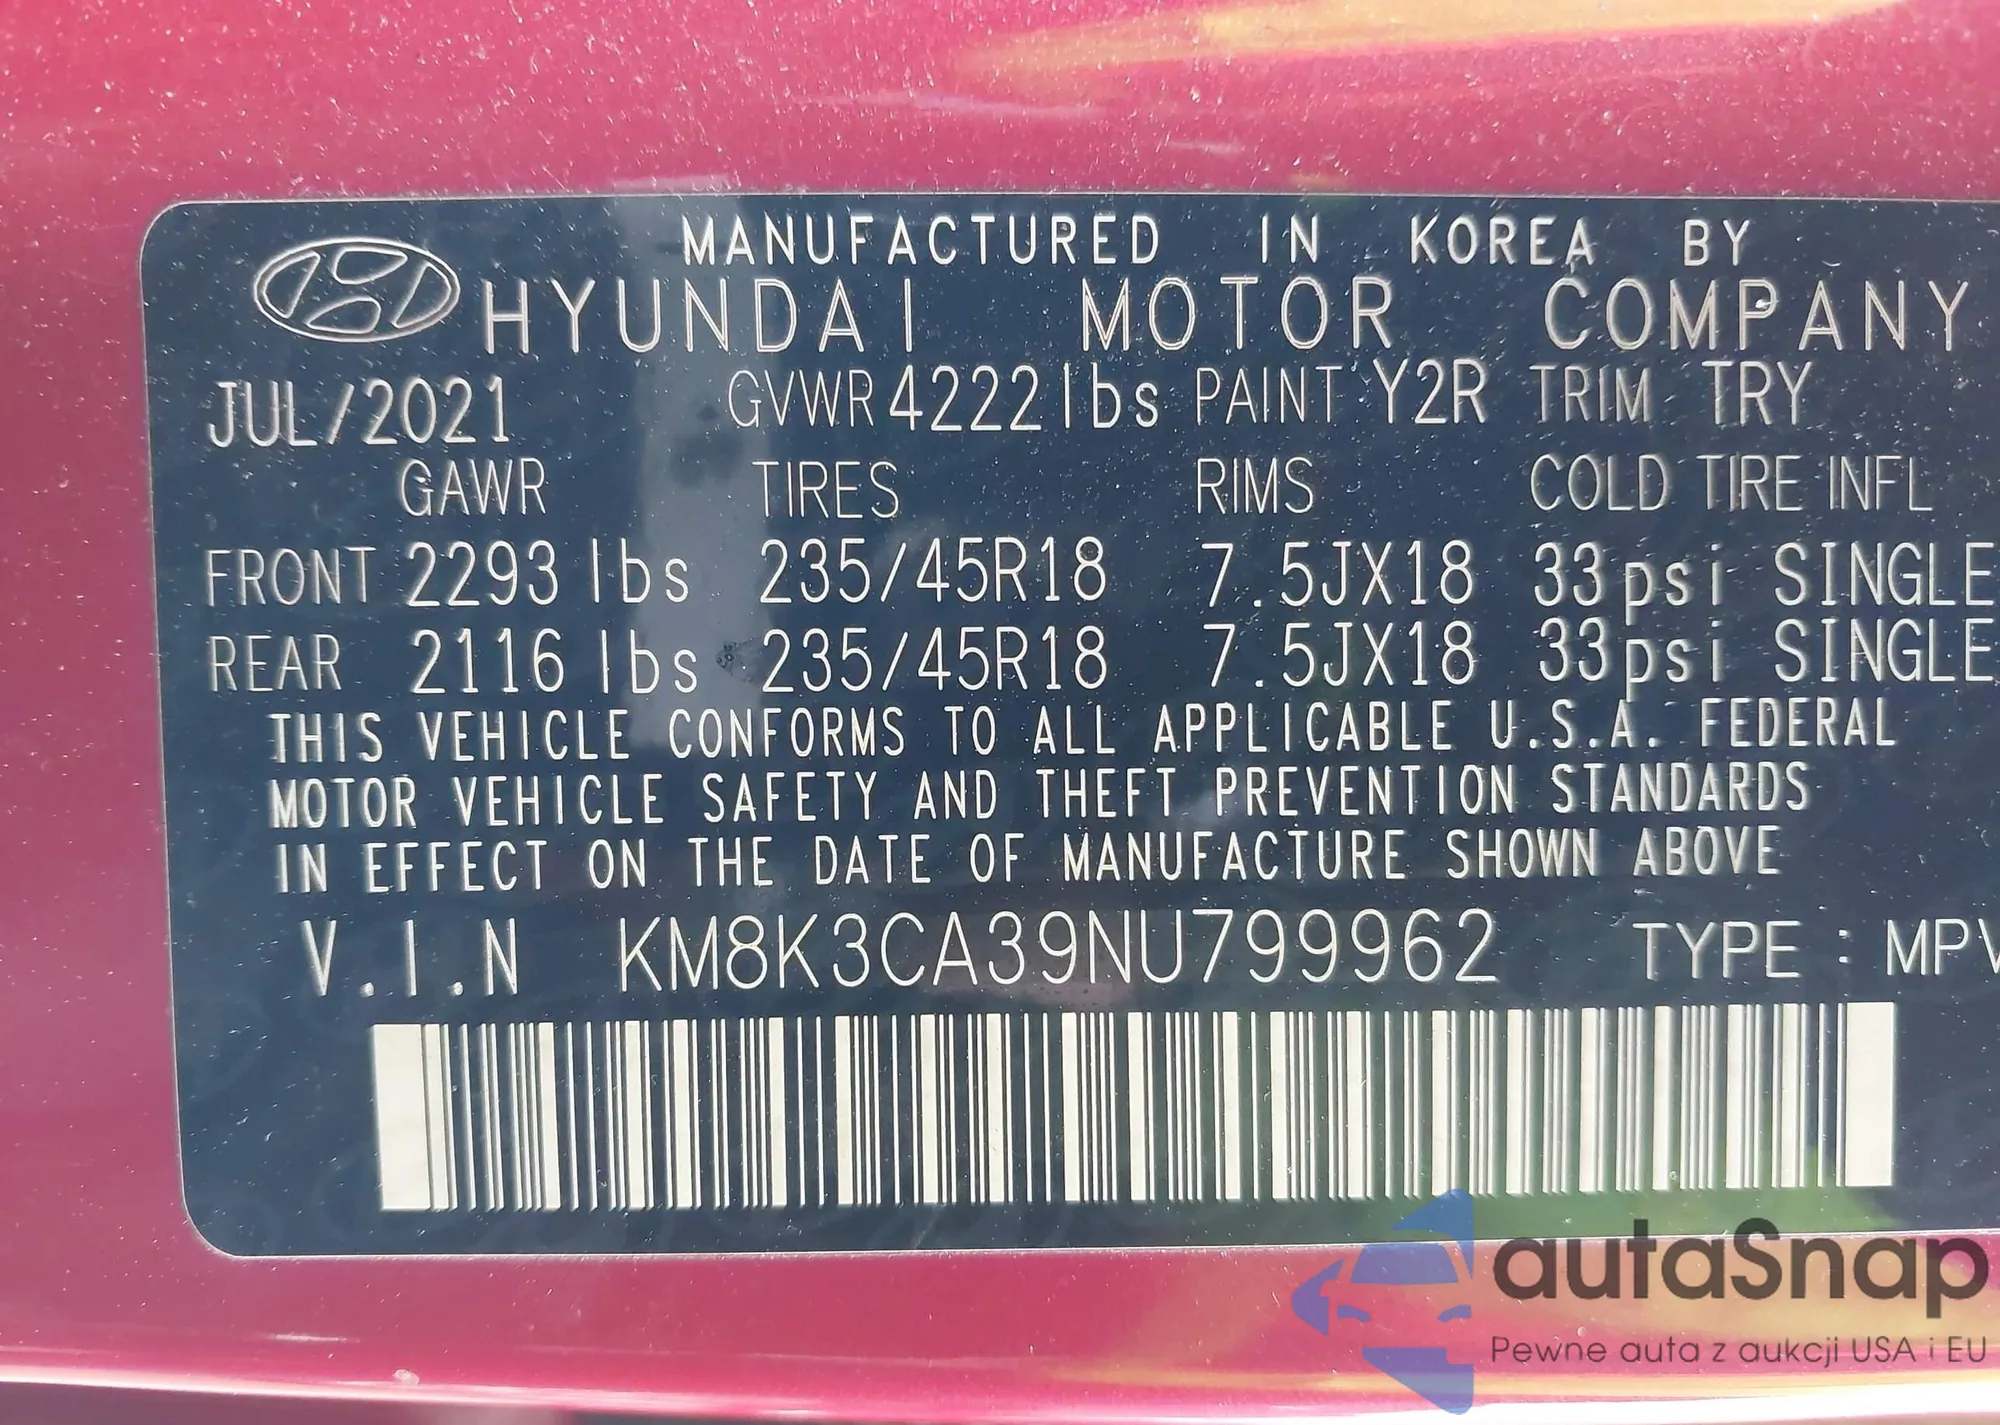 MANUFACTURED IN KOREA BY
HYUNDAI MOTOR COMPANY
JUL/2021 GVWR 4222 lbs PAINT Y2R TRIM TRY
GAWR TIRES RIMS COLD TIRE INFL
FRONT 2293 lbs 235/45R18 7.5JX18 33psi SINGLE
REAR 2116 lbs 235/45R18 7.5JX18 33psi SINGLE
THIS VEHICLE CONFORMS TO ALL APPLICABLE U.S.A. FEDERAL
MOTOR VEHICLE SAFETY AND THEFT PREVENTION STANDARDS
IN EFFECT ON THE DATE OF MANUFACTURE SHOWN ABOVE
V.I.N KM8K3CA39NU799962 TYPE : MPV
autaSnap
Pewne auta z aukcji USA i EU